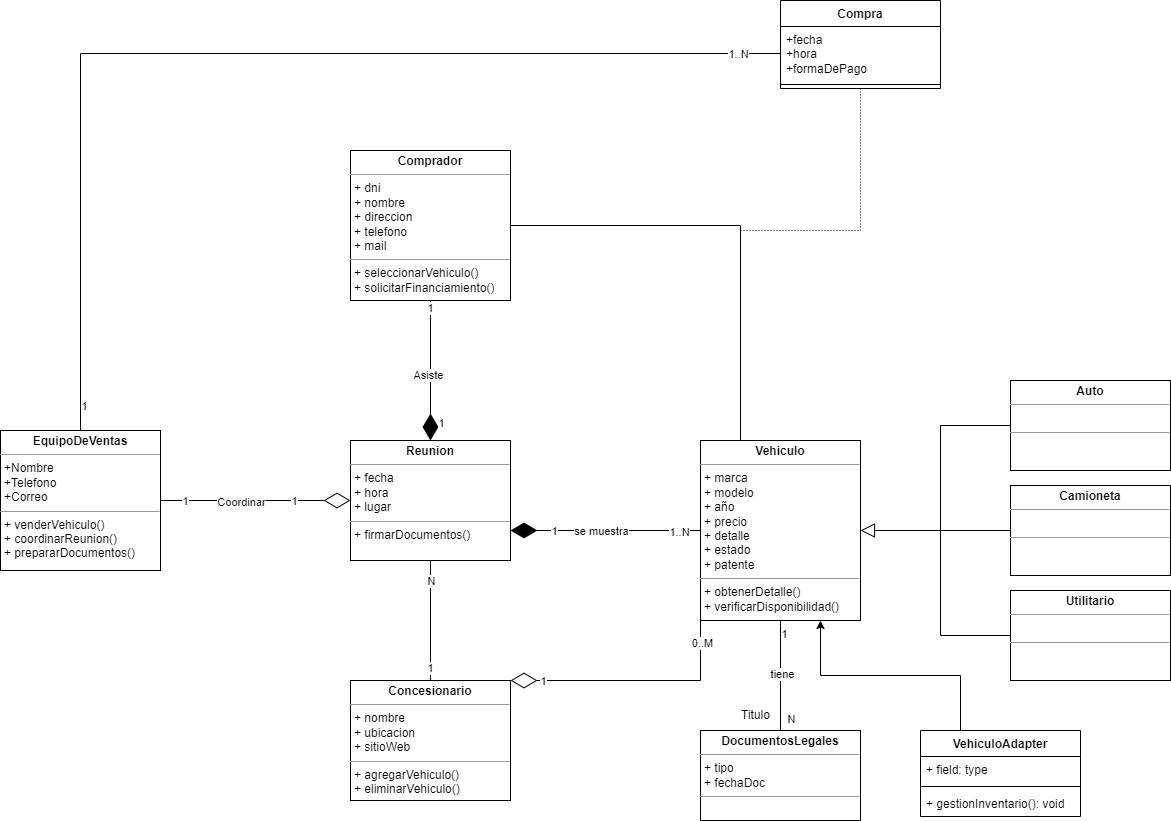 Compra
+fecha
+hora
+formaDePago
1..N
Comprador
+ dni
+ nombre
+ direccion
+ telefono
+ mail
+ seleccionarVehiculo()
+ solicitarFinanciamiento()
1
Asiste
1
1
EquipoDeVentas
+Nombre
+Telefono
+Correo
+ venderVehiculo()
+ coordinarReunion()
+ prepararDocumentos()
1
Coordinar
1
Reunion
+ fecha
+ hora
+ lugar
+ firmarDocumentos()
1
se muestra
1..N
Vehiculo
+ marca
+ modelo
+ año
+ precio
+ detalle
+ estado
+ patente
+ obtenerDetalle()
+ verificarDisponibilidad()
Auto
Camioneta
Utilitario
N
1
Concesionario
+ nombre
+ ubicacion
+ sitioWeb
+ agregarVehiculo()
+ eliminarVehiculo()
1
0..M
1
tiene
Titulo
N
DocumentosLegales
+ tipo
+ fechaDoc
VehiculoAdapter
+ field: type
+ gestionInventario(): void